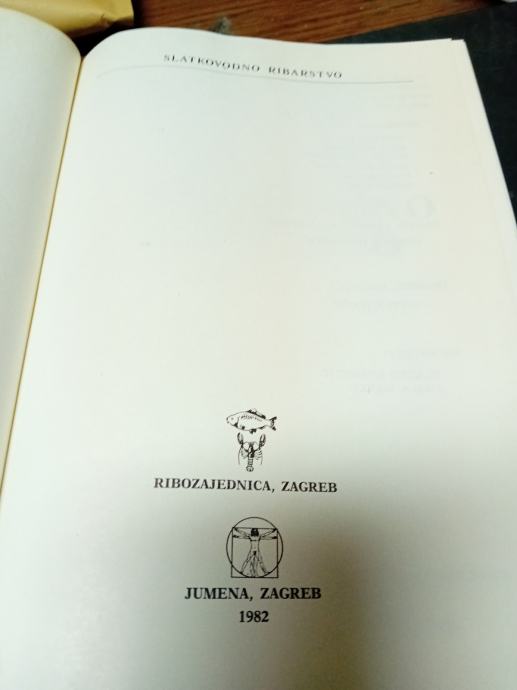 SLATKOVODNO RIBARSTVO
RIBOZAJEDNICA, ZAGREB
JUMENA, ZAGREB
1982